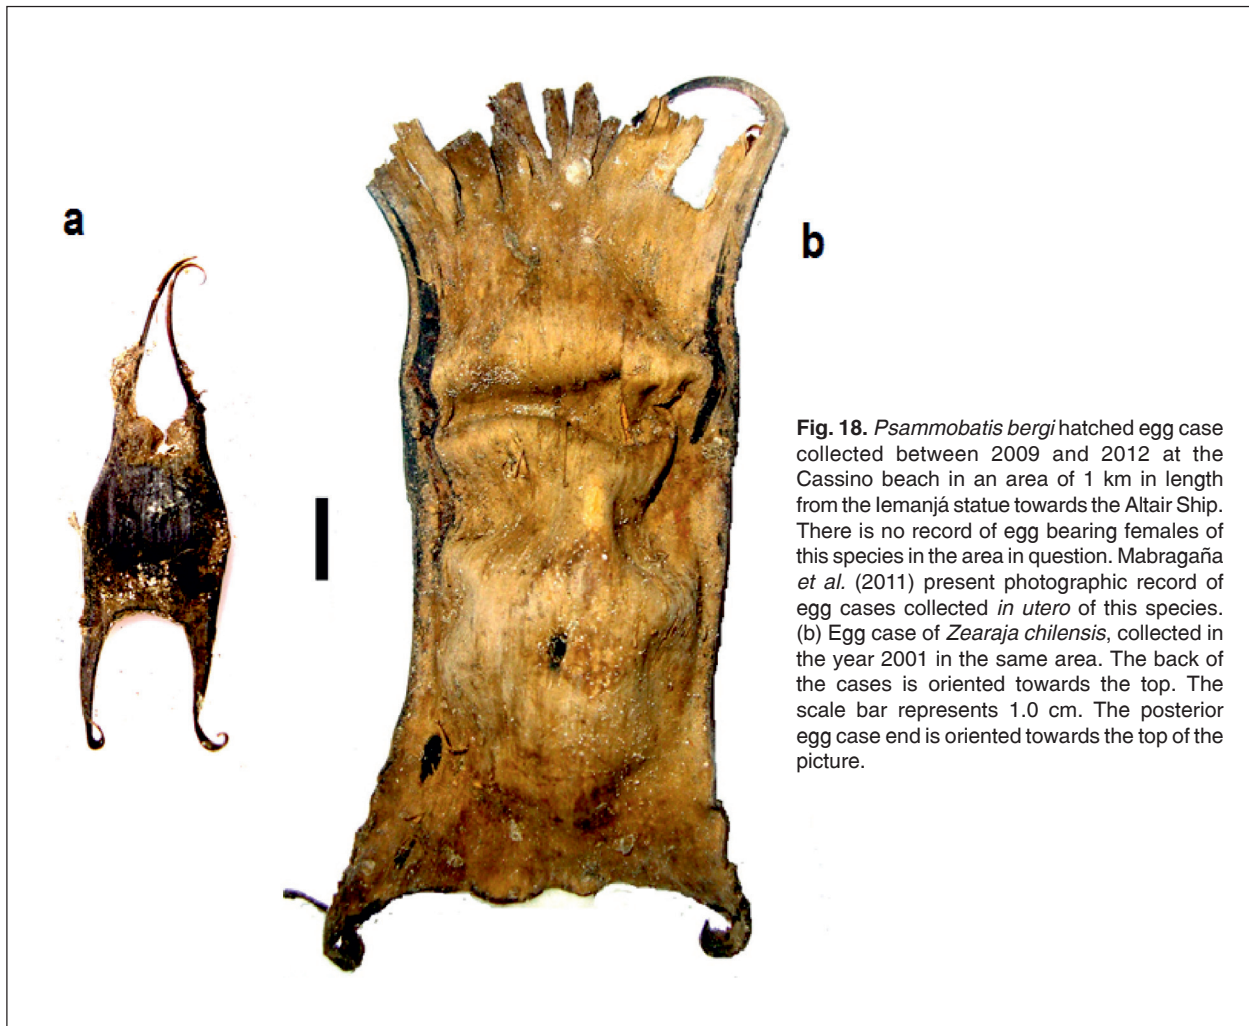 a
b
Fig. 18. Psammobatis bergi hatched egg case
collected between 2009 and 2012 at the
Cassino beach in an area of 1 km in length
from the Iemanjá statue towards the Altair Ship.
There is no record of egg bearing females of
this species in the area in question. Mabragaña
et al. (2011) present photographic record of
egg cases collected in utero of this species.
(b) Egg case of Zearaja chilensis, collected in
the year 2001 in the same area. The back of
the cases is oriented towards the top. The
scale bar represents 1.0 cm. The posterior
egg case end is oriented towards the top of the
picture.